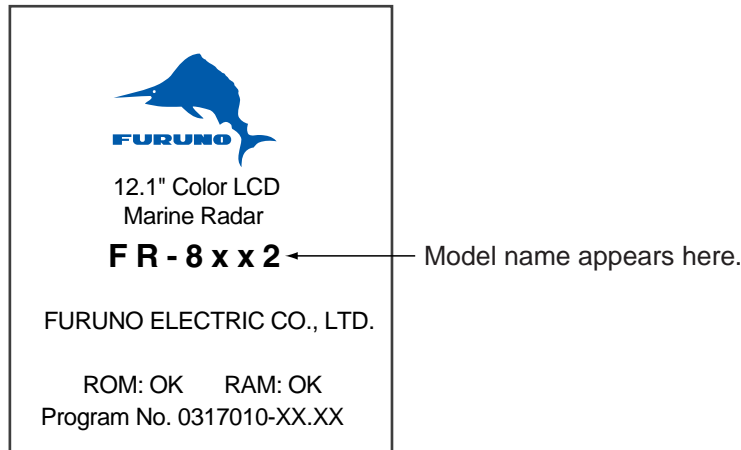 FURUNO
12.1" Color LCD
Marine Radar
FR-8xx2
Model name appears here.
FURUNO ELECTRIC CO., LTD.
ROM: OK RAM: OK
Program No. 0317010-XX.XX